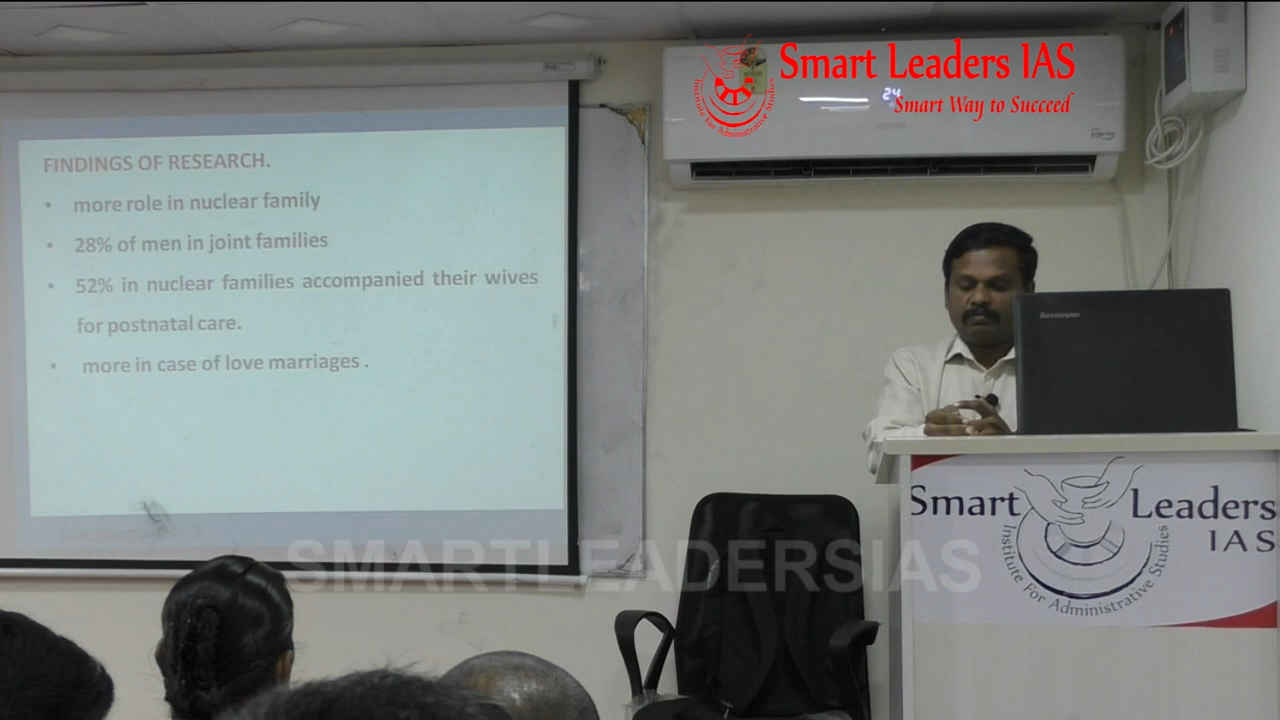 FINDINGS OF RESEARCH.
• more role in nuclear family
• 28% of men in joint families
• 52% in nuclear families accompanied their wives
for postnatal care.
• more in case of love marriages .
Smart Leaders IAS
Smart Way to Succeed
Institute For Administrative Studies
24
lenovo
Smart Leaders
IAS
Institute For Administrative Studies
SMARTLEADERSIAS